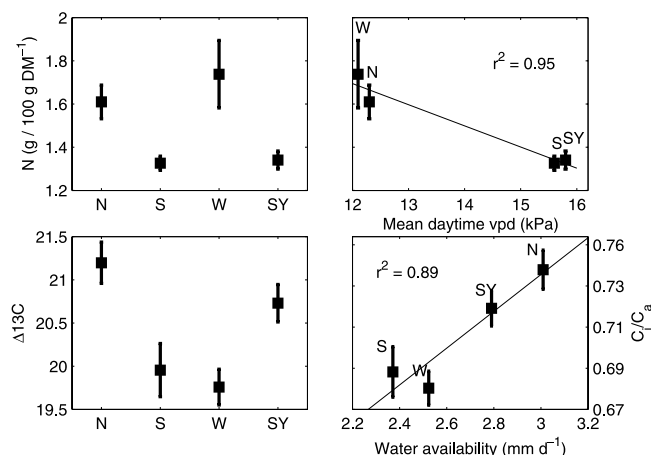 2
1.8
1.6
1.4
1.2
N (g / 100 g DM⁻¹)
N S W SY
W
N
r² = 0.95
S SY
12 13 14 15 16
Mean daytime vpd (kPa)
21.5
21
20.5
20
19.5
Δ13C
N S W SY
r² = 0.89
N
SY
S
W
0.76
0.73
0.71
0.69
0.67
C_i/C_a
2.2 2.4 2.6 2.8 3 3.2
Water availability (mm d⁻¹)